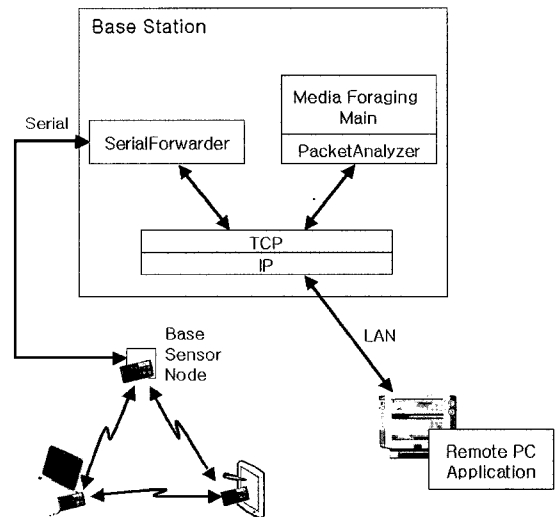 Base Station
Media Foraging
Main
PacketAnalyzer
Serial
SerialForwarder
TCP
IP
LAN
Base
Sensor
Node
Remote PC
Application